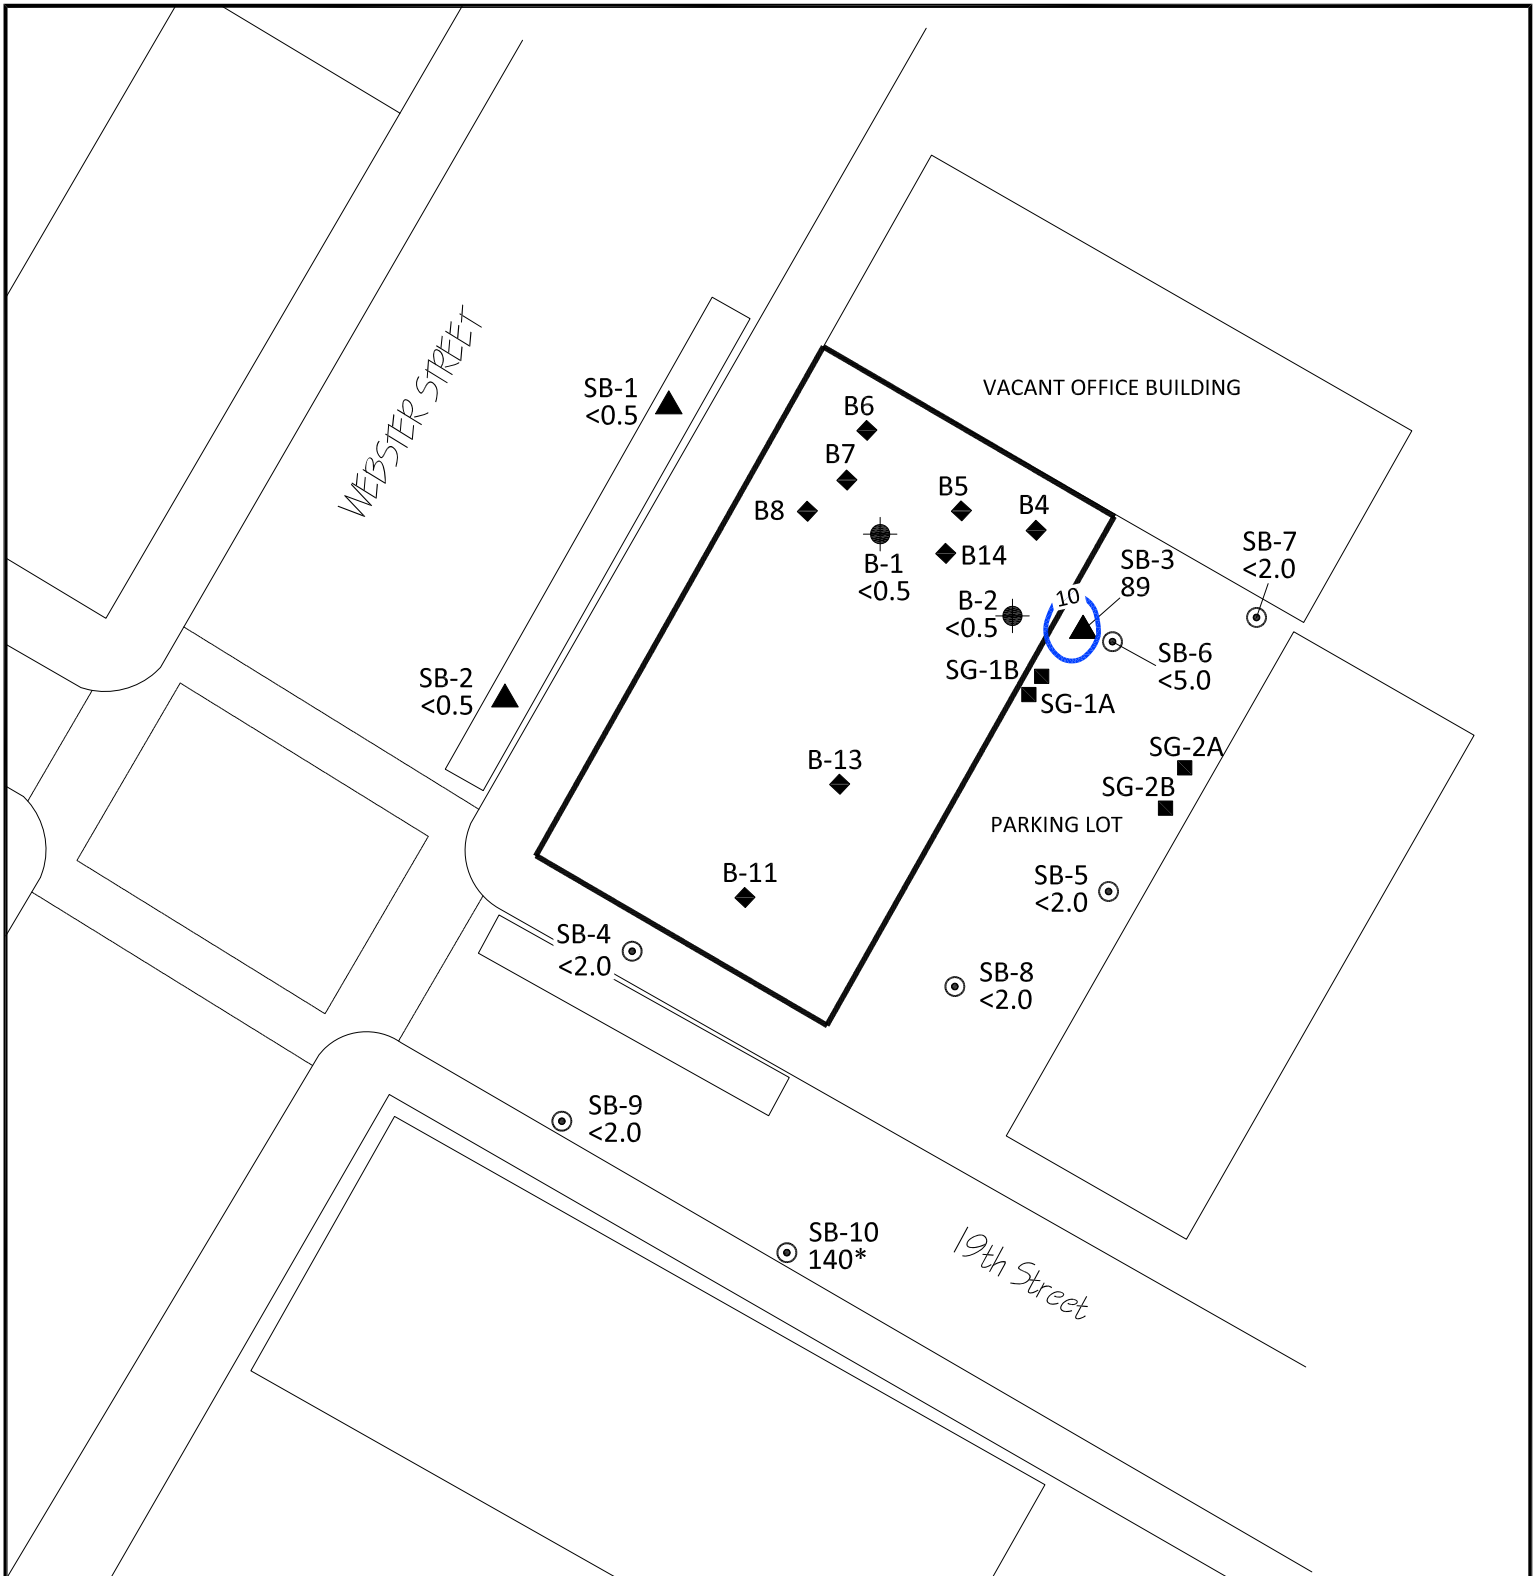 VACANT OFFICE BUILDING
WEBSTER STREET
SB-1
<0.5
B6
B7
B8
B5
B4
B14
B-1
<0.5
B-2
<0.5
10
SB-3
89
SB-7
<2.0
SB-6
<5.0
SG-1B
SG-1A
SB-2
<0.5
SG-2A
SG-2B
B-13
PARKING LOT
B-11
SB-5
<2.0
SB-4
<2.0
SB-8
<2.0
SB-9
<2.0
SB-10
140*
19th Street